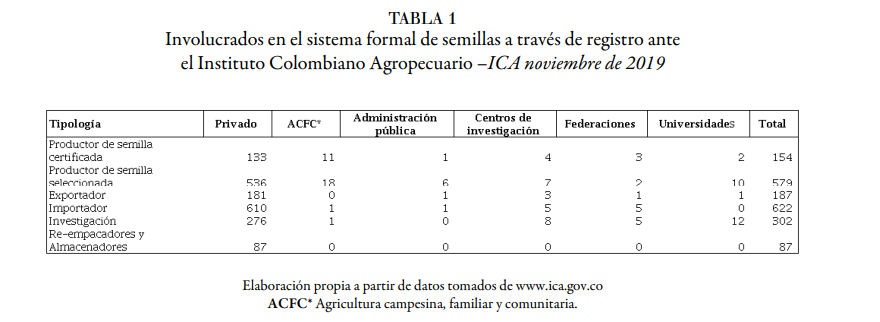 TABLA 1
Involucrados en el sistema formal de semillas a través de registro ante
el Instituto Colombiano Agropecuario –ICA noviembre de 2019
Tipología Privado ACFC* Administración pública Centros de investigación Federaciones Universidades Total
Productor de semilla
certificada 133 11 1 4 3 2 154
Productor de semilla
seleccionada 536 18 6 7 2 10 579
Exportador 181 0 1 3 1 1 187
Importador 610 1 1 5 5 0 622
Investigación 276 1 0 8 5 12 302
Re-empacadores y
Almacenadores 87 0 0 0 0 0 87
Elaboración propia a partir de datos tomados de www.ica.gov.co
ACFC* Agricultura campesina, familiar y comunitaria.